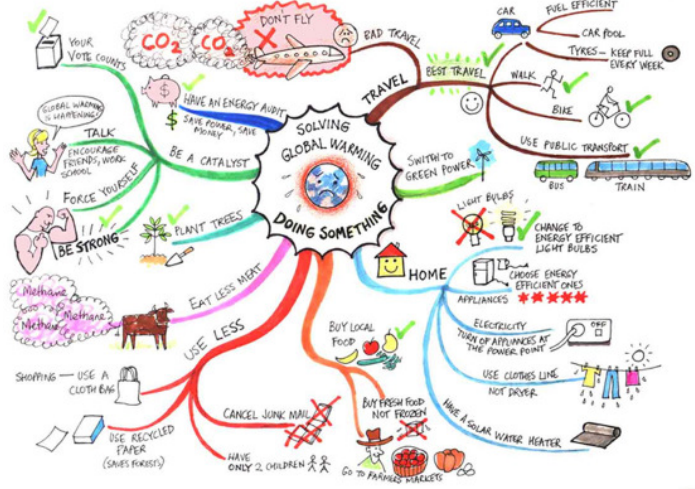 SOLVING
GLOBAL WARMING
DOING SOMETHING
TRAVEL
BAD TRAVEL
DON'T FLY
CO2
CO2
BEST TRAVEL
CAR
FUEL EFFICIENT
CAR POOL
TYRES - KEEP FULL
EVERY WEEK
WALK
BIKE
USE PUBLIC TRANSPORT
BUS
TRAIN
SWITH TO
GREEN POWER
HOME
LIGHT BULBS
CHANGE TO
ENERGY EFFICIENT
LIGHT BULBS
APPLIANCES
CHOOSE ENERGY
EFFICIENT ONES
ELECTRICITY
TURN OF APPLIANCES AT
THE POWER POINT
OFF
USE CLOTHES LINE
NOT DRYER
HAVE A SOLAR WATER HEATER
BUY LOCAL
FOOD
BUY FRESH FOOD
NOT FROZEN
GO TO FARMERS MARKETS
USE LESS
SHOPPING - USE A
CLOTH BAG
USE RECYCLED
PAPER
(SAVES FORESTS)
CANCEL JUNK MAIL
HAVE
ONLY 2 CHILDREN
EAT LESS MEAT
Methane
too
Methane
Methane
PLANT TREES
BE A CATALYST
YOUR
VOTE COUNTS
TALK
ENCOURAGE
FRIENDS, WORK
SCHOOL
GLOBAL WARMING
IS HAPPENING!
FORCE YOURSELF
BE STRONG
HAVE AN ENERGY AUDIT
SAVE POWER, SAVE
MONEY
$